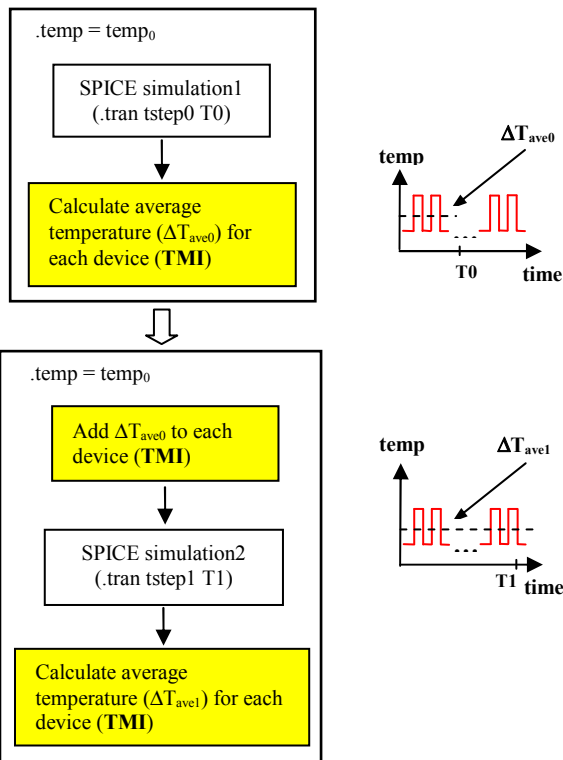 .temp = temp₀
SPICE simulation1
(.tran tstep0 T0)
Calculate average
temperature (ΔTave0) for
each device (TMI)
ΔTave0
temp
...
T0
time
.temp = temp₀
Add ΔTave0 to each
device (TMI)
SPICE simulation2
(.tran tstep1 T1)
Calculate average
temperature (ΔTave1) for each
device (TMI)
temp
ΔTave1
...
T1 time